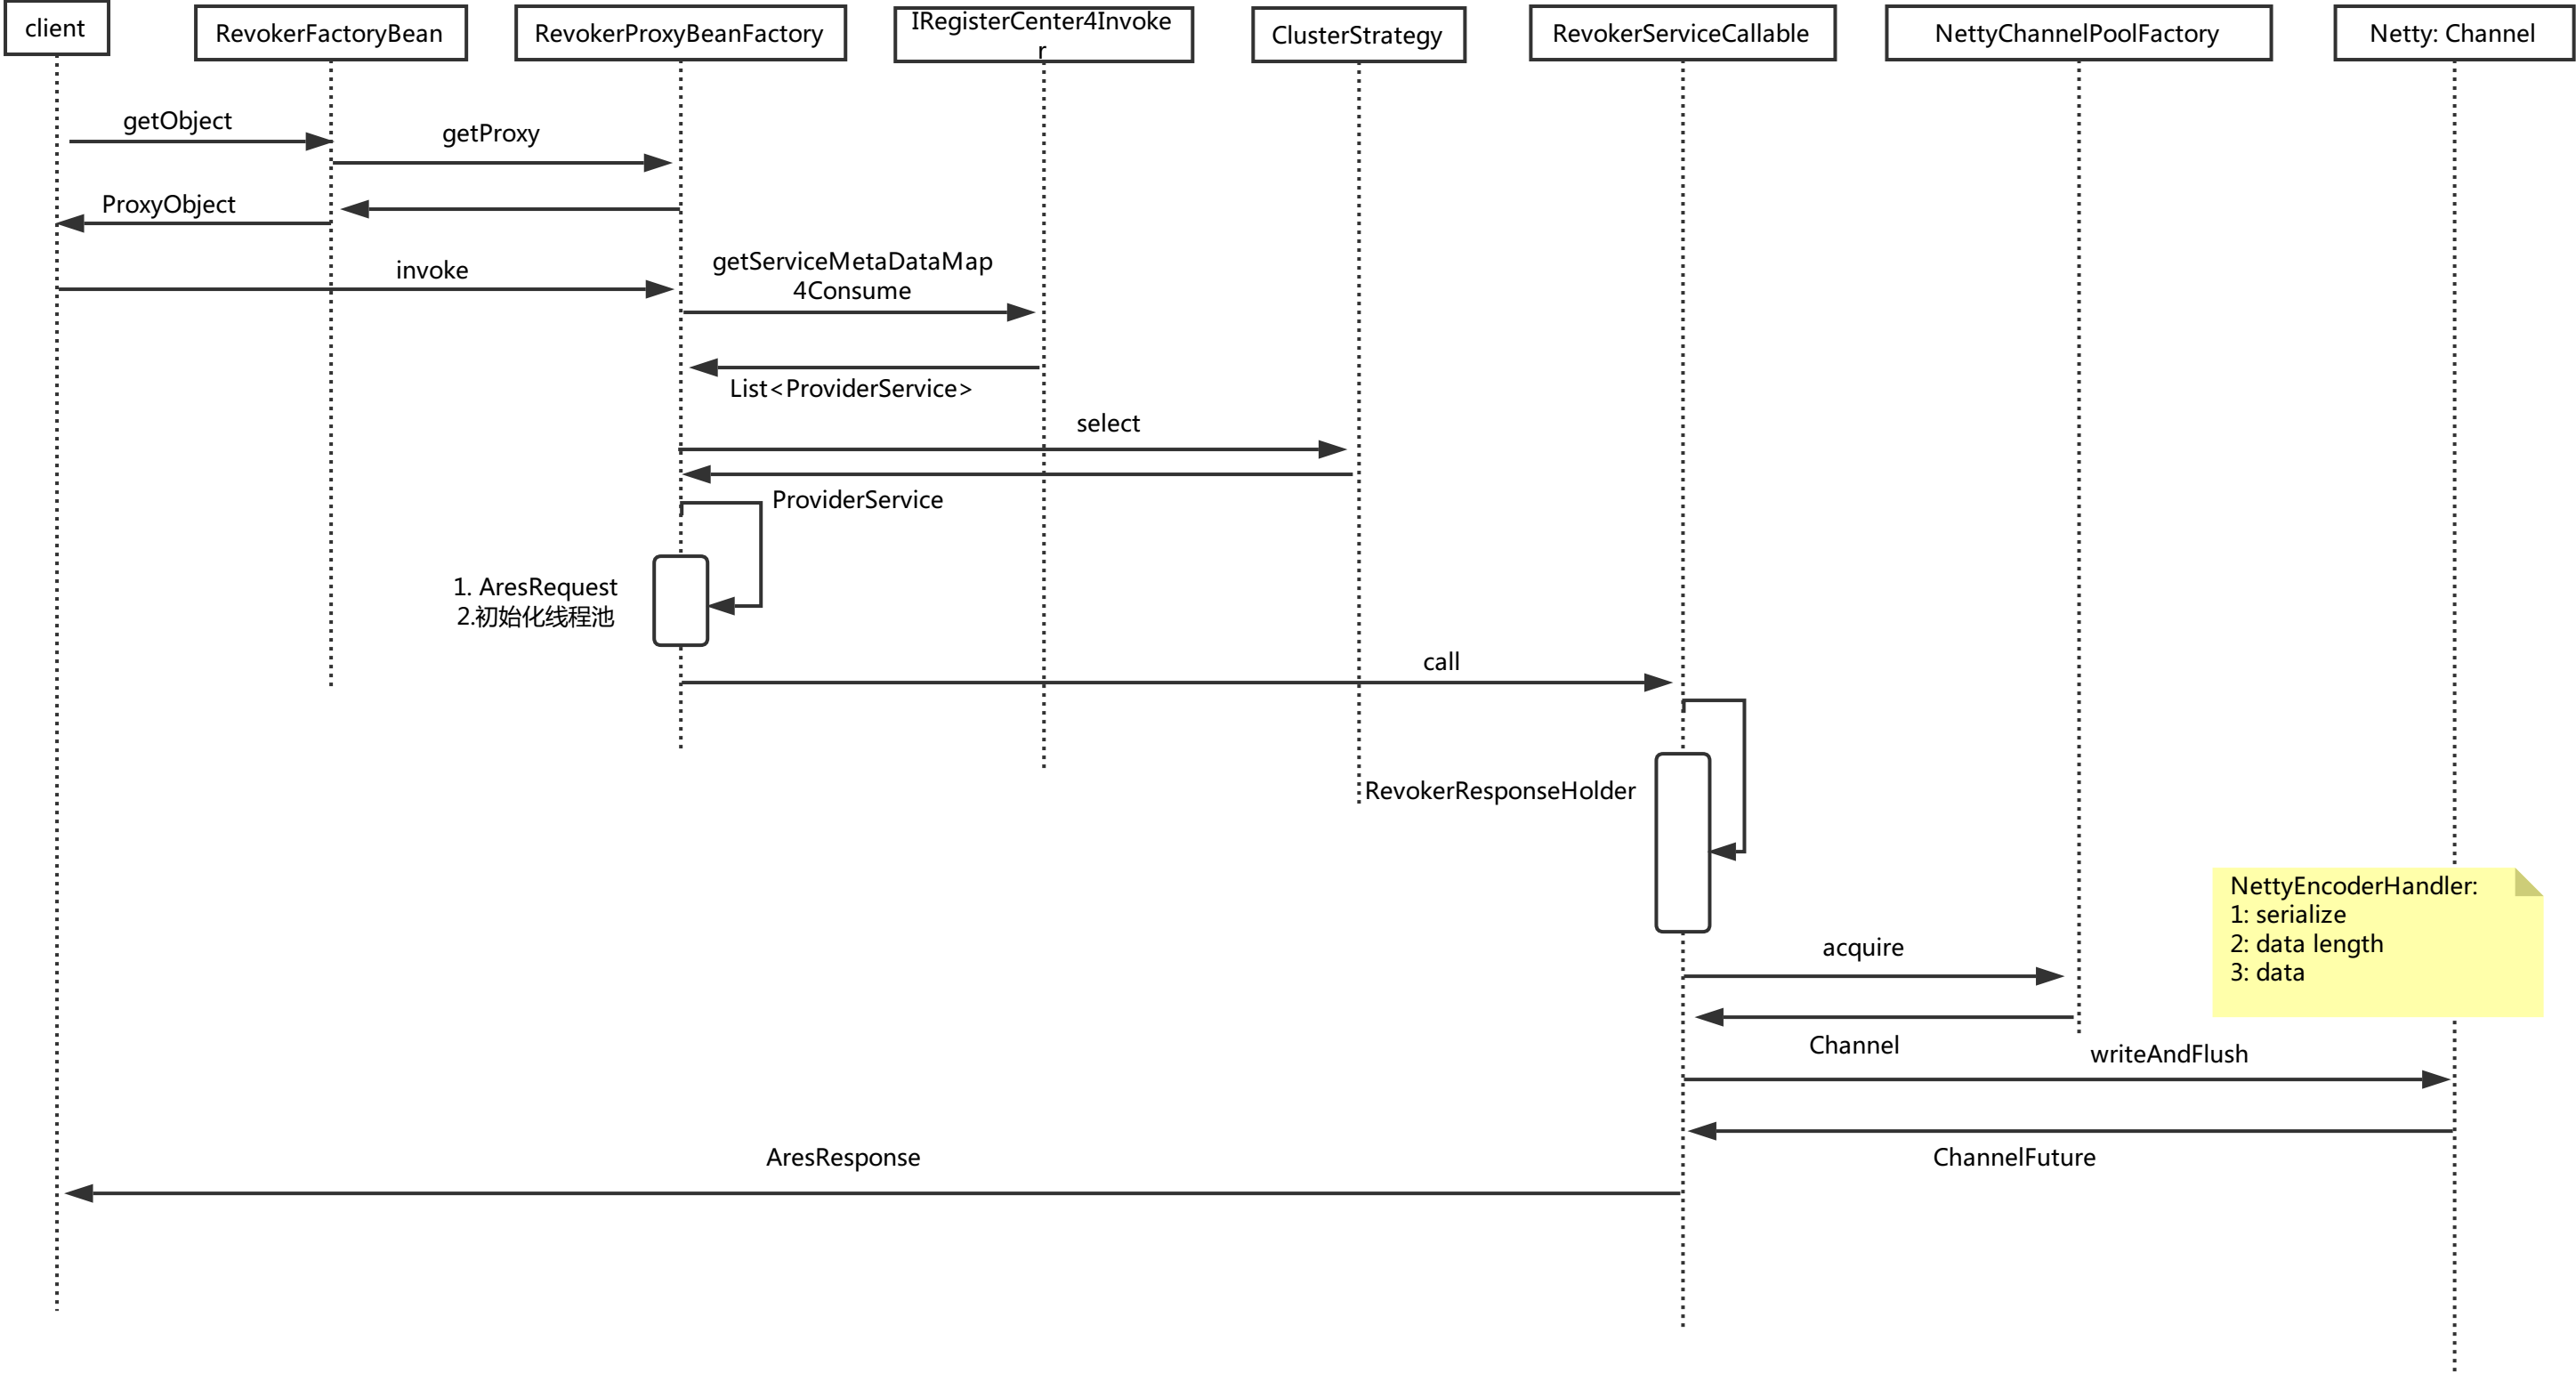 client
RevokerFactoryBean
RevokerProxyBeanFactory
IRegisterCenter4Invoke
r
ClusterStrategy
RevokerServiceCallable
NettyChannelPoolFactory
Netty: Channel
getObject
getProxy
ProxyObject
invoke
getServiceMetaDataMap
4Consume
List<ProviderService>
select
ProviderService
1. AresRequest
2.初始化线程池
call
RevokerResponseHolder
NettyEncoderHandler:
1: serialize
2: data length
3: data
acquire
Channel
writeAndFlush
AresResponse
ChannelFuture